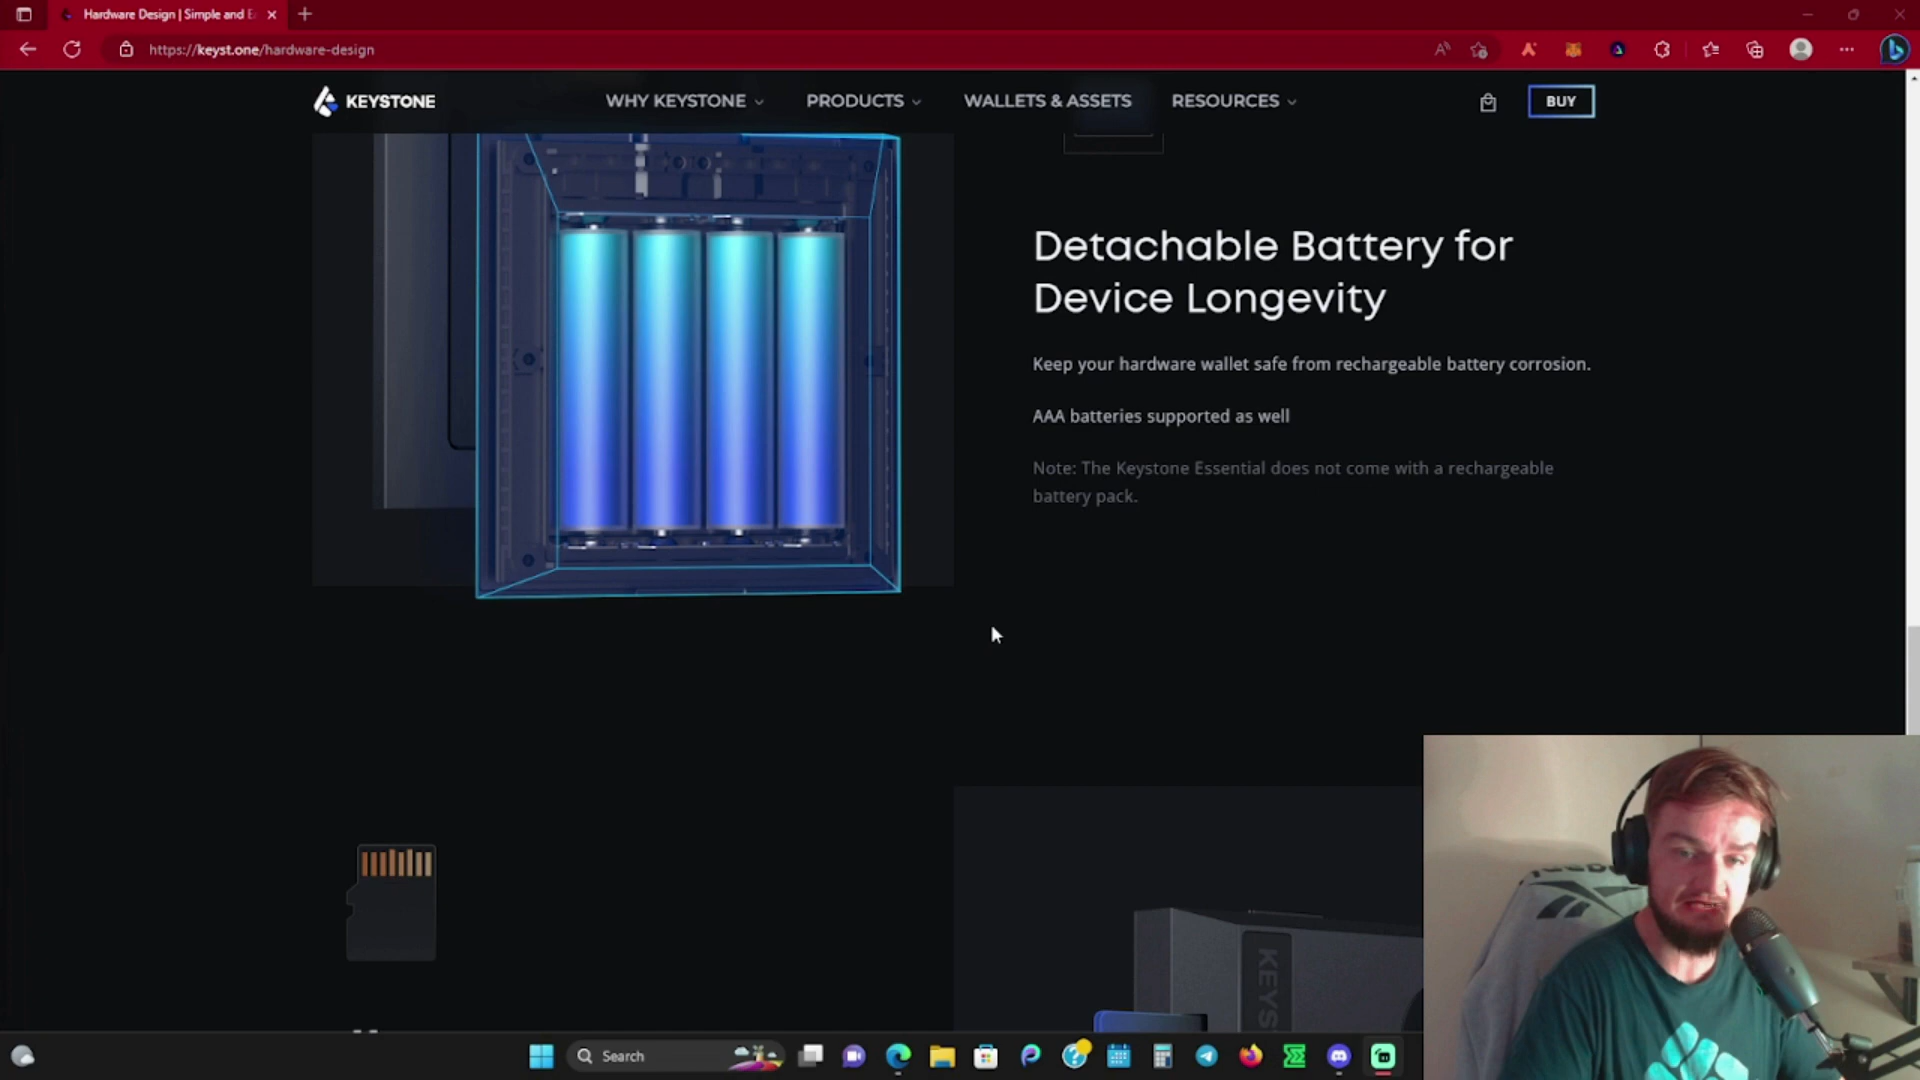 Hardware Design | Simple and E
https://keyst.one/hardware-design
KEYSTONE
WHY KEYSTONE
PRODUCTS
WALLETS & ASSETS
RESOURCES
BUY
Detachable Battery for
Device Longevity
Keep your hardware wallet safe from rechargeable battery corrosion.
AAA batteries supported as well
Note: The Keystone Essential does not come with a rechargeable
battery pack.
KEYS
Search